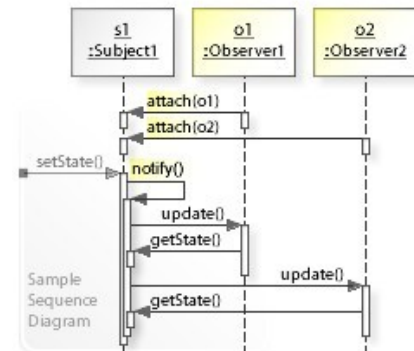 s1
:Subject1
o1
:Observer1
o2
:Observer2
attach(o1)
attach(o2)
setState()
notify()
update()
getState()
update()
getState()
Sample
Sequence
Diagram